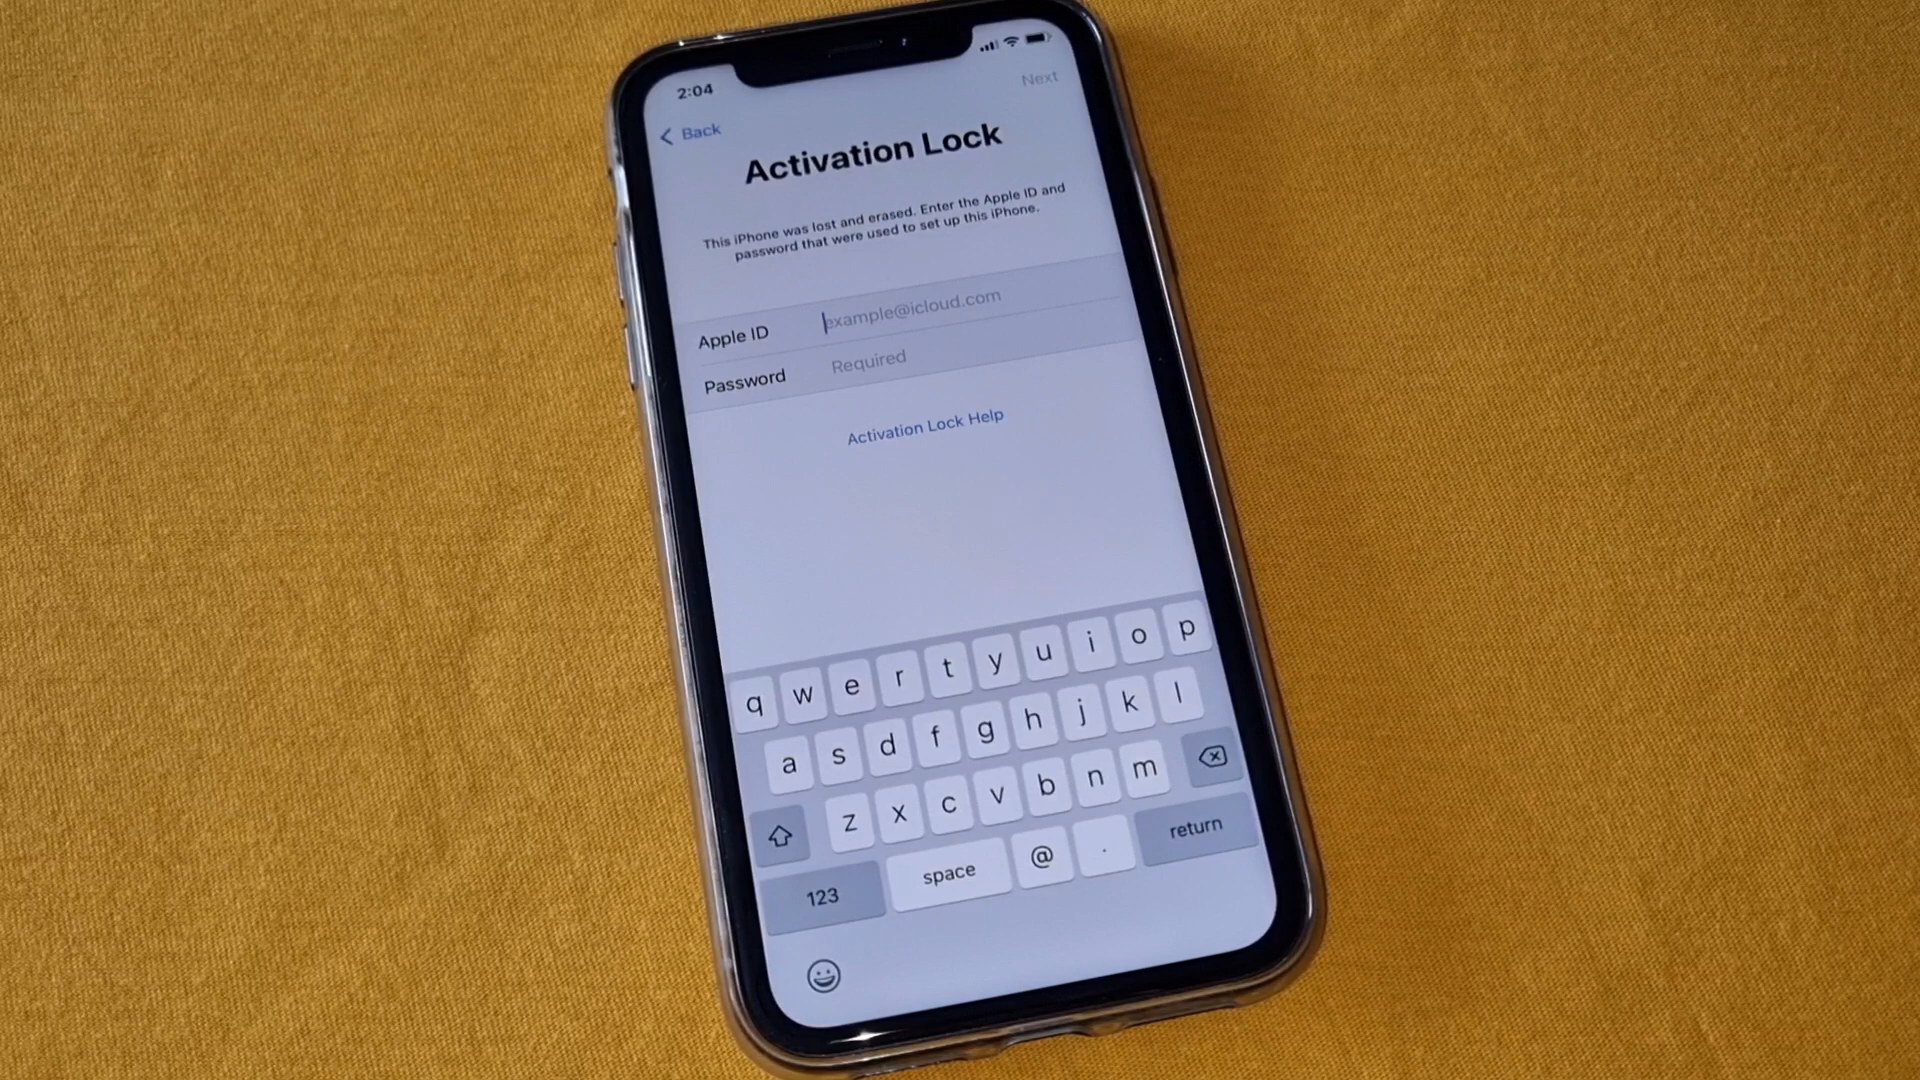 2:04
Next
Back
Activation Lock
This iPhone was lost and erased. Enter the Apple ID and
password that were used to set up this iPhone.
Apple ID example@icloud.com
Password Required
Activation Lock Help
q w e r t y u i o p
a s d f g h j k l
z x c v b n m
123 space @ . return